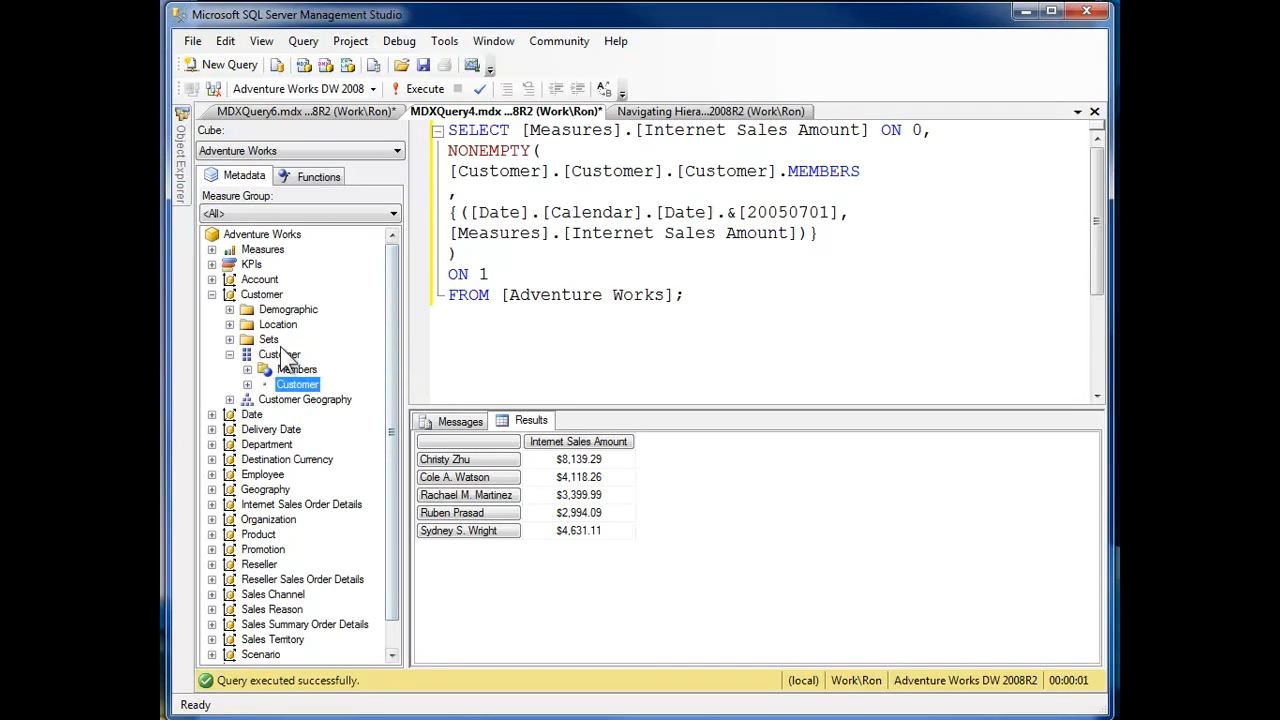 Microsoft SQL Server Management Studio
File Edit View Query Project Debug Tools Window Community Help
New Query
Adventure Works DW 2008 Execute
MDXQuery6.mdx ...8R2 (Work\Ron)* MDXQuery4.mdx ...8R2 (Work\Ron)* Navigating Hiera...2008R2 (Work\Ron)
Object Explorer
Cube:
Adventure Works
Metadata Functions
Measure Group:
<All>
Adventure Works
Measures
KPIs
Account
Customer
Demographic
Location
Sets
Customer
Members
Customer
Customer Geography
Date
Delivery Date
Department
Destination Currency
Employee
Geography
Internet Sales Order Details
Organization
Product
Promotion
Reseller
Reseller Sales Order Details
Sales Channel
Sales Reason
Sales Summary Order Details
Sales Territory
Scenario
SELECT [Measures].[Internet Sales Amount] ON 0,
NONEMPTY(
[Customer].[Customer].[Customer].MEMBERS
,
{([Date].[Calendar].[Date].&[20050701],
[Measures].[Internet Sales Amount])}
)
ON 1
FROM [Adventure Works];
Messages Results
Internet Sales Amount
Christy Zhu $8,139.29
Cole A. Watson $4,118.26
Rachael M. Martinez $3,399.99
Ruben Prasad $2,994.09
Sydney S. Wright $4,631.11
Query executed successfully. (local) Work\Ron Adventure Works DW 2008R2 00:00:01
Ready